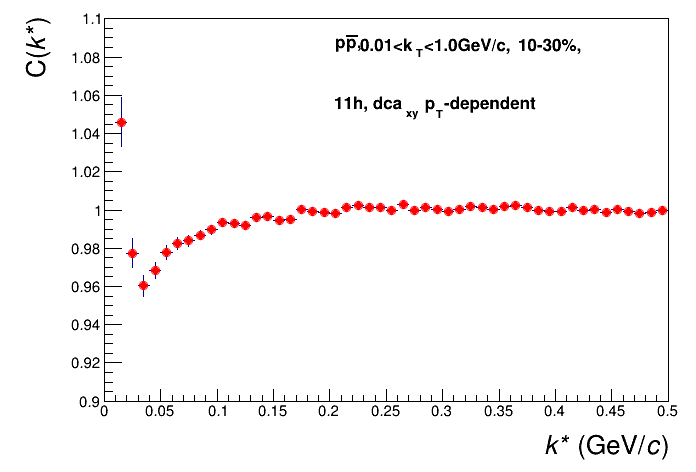 1.1
C(k*)
pp̅,0.01<k_T<1.0GeV/c, 10-30%,
1.08
1.06
11h, dca_xy p_T-dependent
1.04
1.02
1
0.98
0.96
0.94
0.92
0.9
0 0.05 0.1 0.15 0.2 0.25 0.3 0.35 0.4 0.45 0.5
k* (GeV/c)